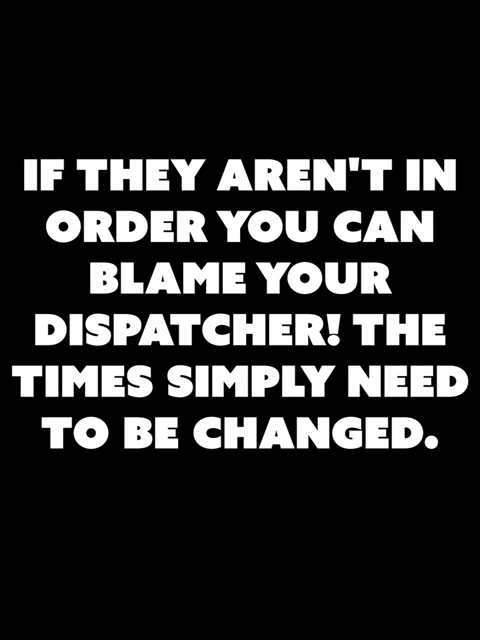 IF THEY AREN'T IN
ORDER YOU CAN
BLAME YOUR
DISPATCHER! THE
TIMES SIMPLY NEED
TO BE CHANGED.